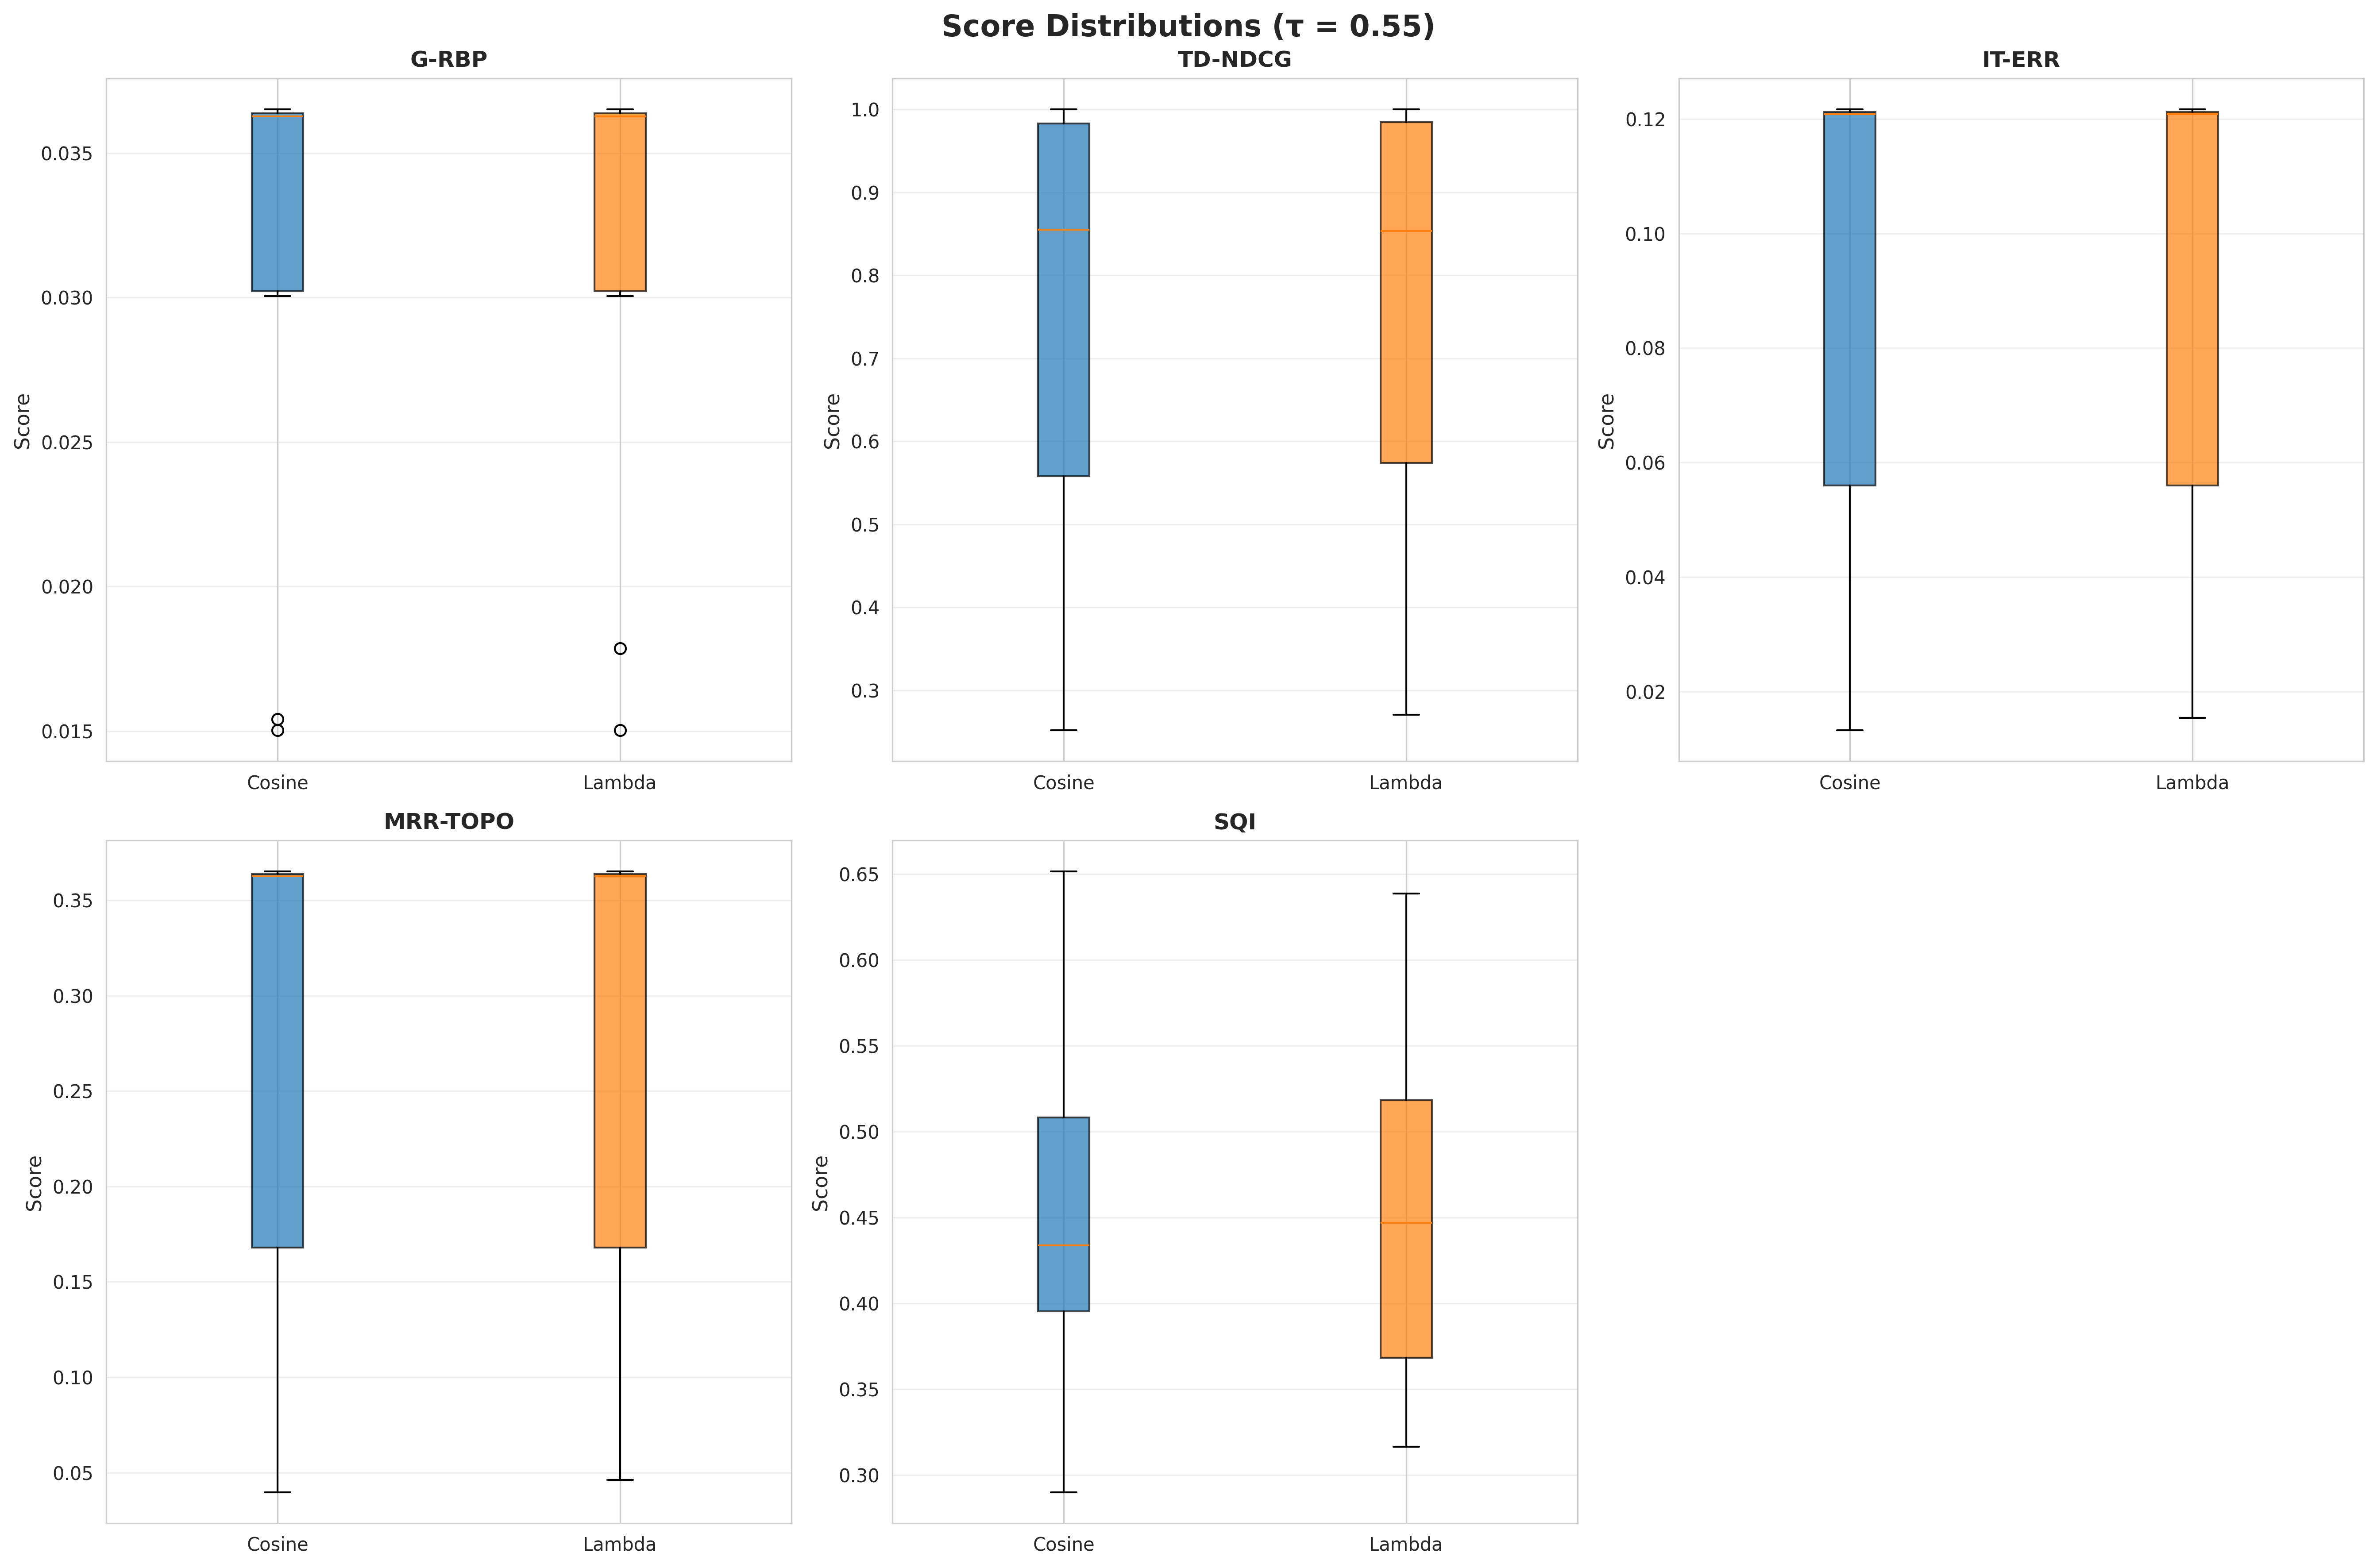 Score Distributions (τ = 0.55)
G-RBP
Score
0.035
0.030
0.025
0.020
0.015
Cosine
Lambda
TD-NDCG
Score
1.0
0.9
0.8
0.7
0.6
0.5
0.4
0.3
Cosine
Lambda
IT-ERR
Score
0.12
0.10
0.08
0.06
0.04
0.02
Cosine
Lambda
MRR-TOPO
Score
0.35
0.30
0.25
0.20
0.15
0.10
0.05
Cosine
Lambda
SQI
Score
0.65
0.60
0.55
0.50
0.45
0.40
0.35
0.30
Cosine
Lambda